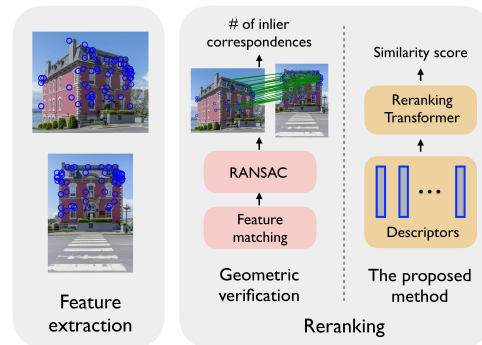 Feature
extraction
# of inlier
correspondences
RANSAC
Feature
matching
Geometric
verification
Similarity score
Reranking
Transformer
...
Descriptors
The proposed
method
Reranking